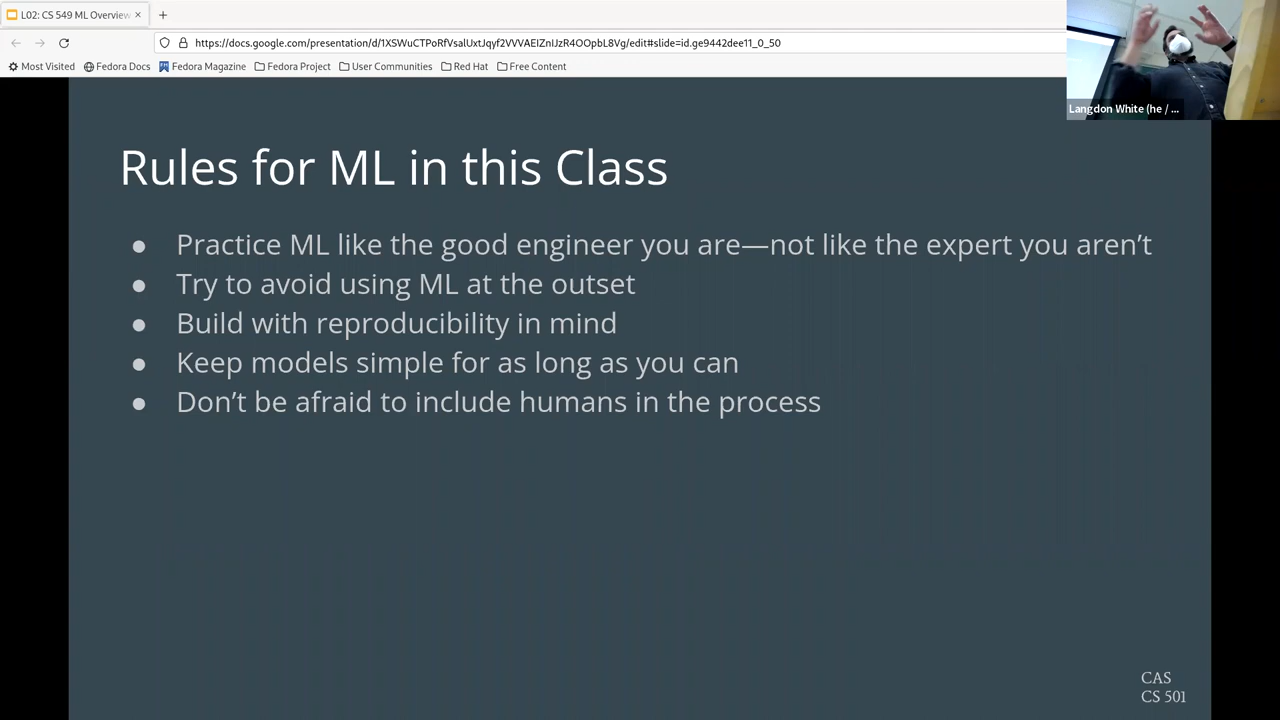 L02: CS 549 ML Overview
https://docs.google.com/presentation/d/1XSWuCTPoRfVsalUxtJqyf2VVVAEIZnIJzR4OOpbL8Vg/edit#slide=id.ge9442dee11_0_50
Most Visited Fedora Docs Fedora Magazine Fedora Project User Communities Red Hat Free Content
Langdon White (he / ...
Rules for ML in this Class
● Practice ML like the good engineer you are—not like the expert you aren’t
● Try to avoid using ML at the outset
● Build with reproducibility in mind
● Keep models simple for as long as you can
● Don’t be afraid to include humans in the process
CAS
CS 501